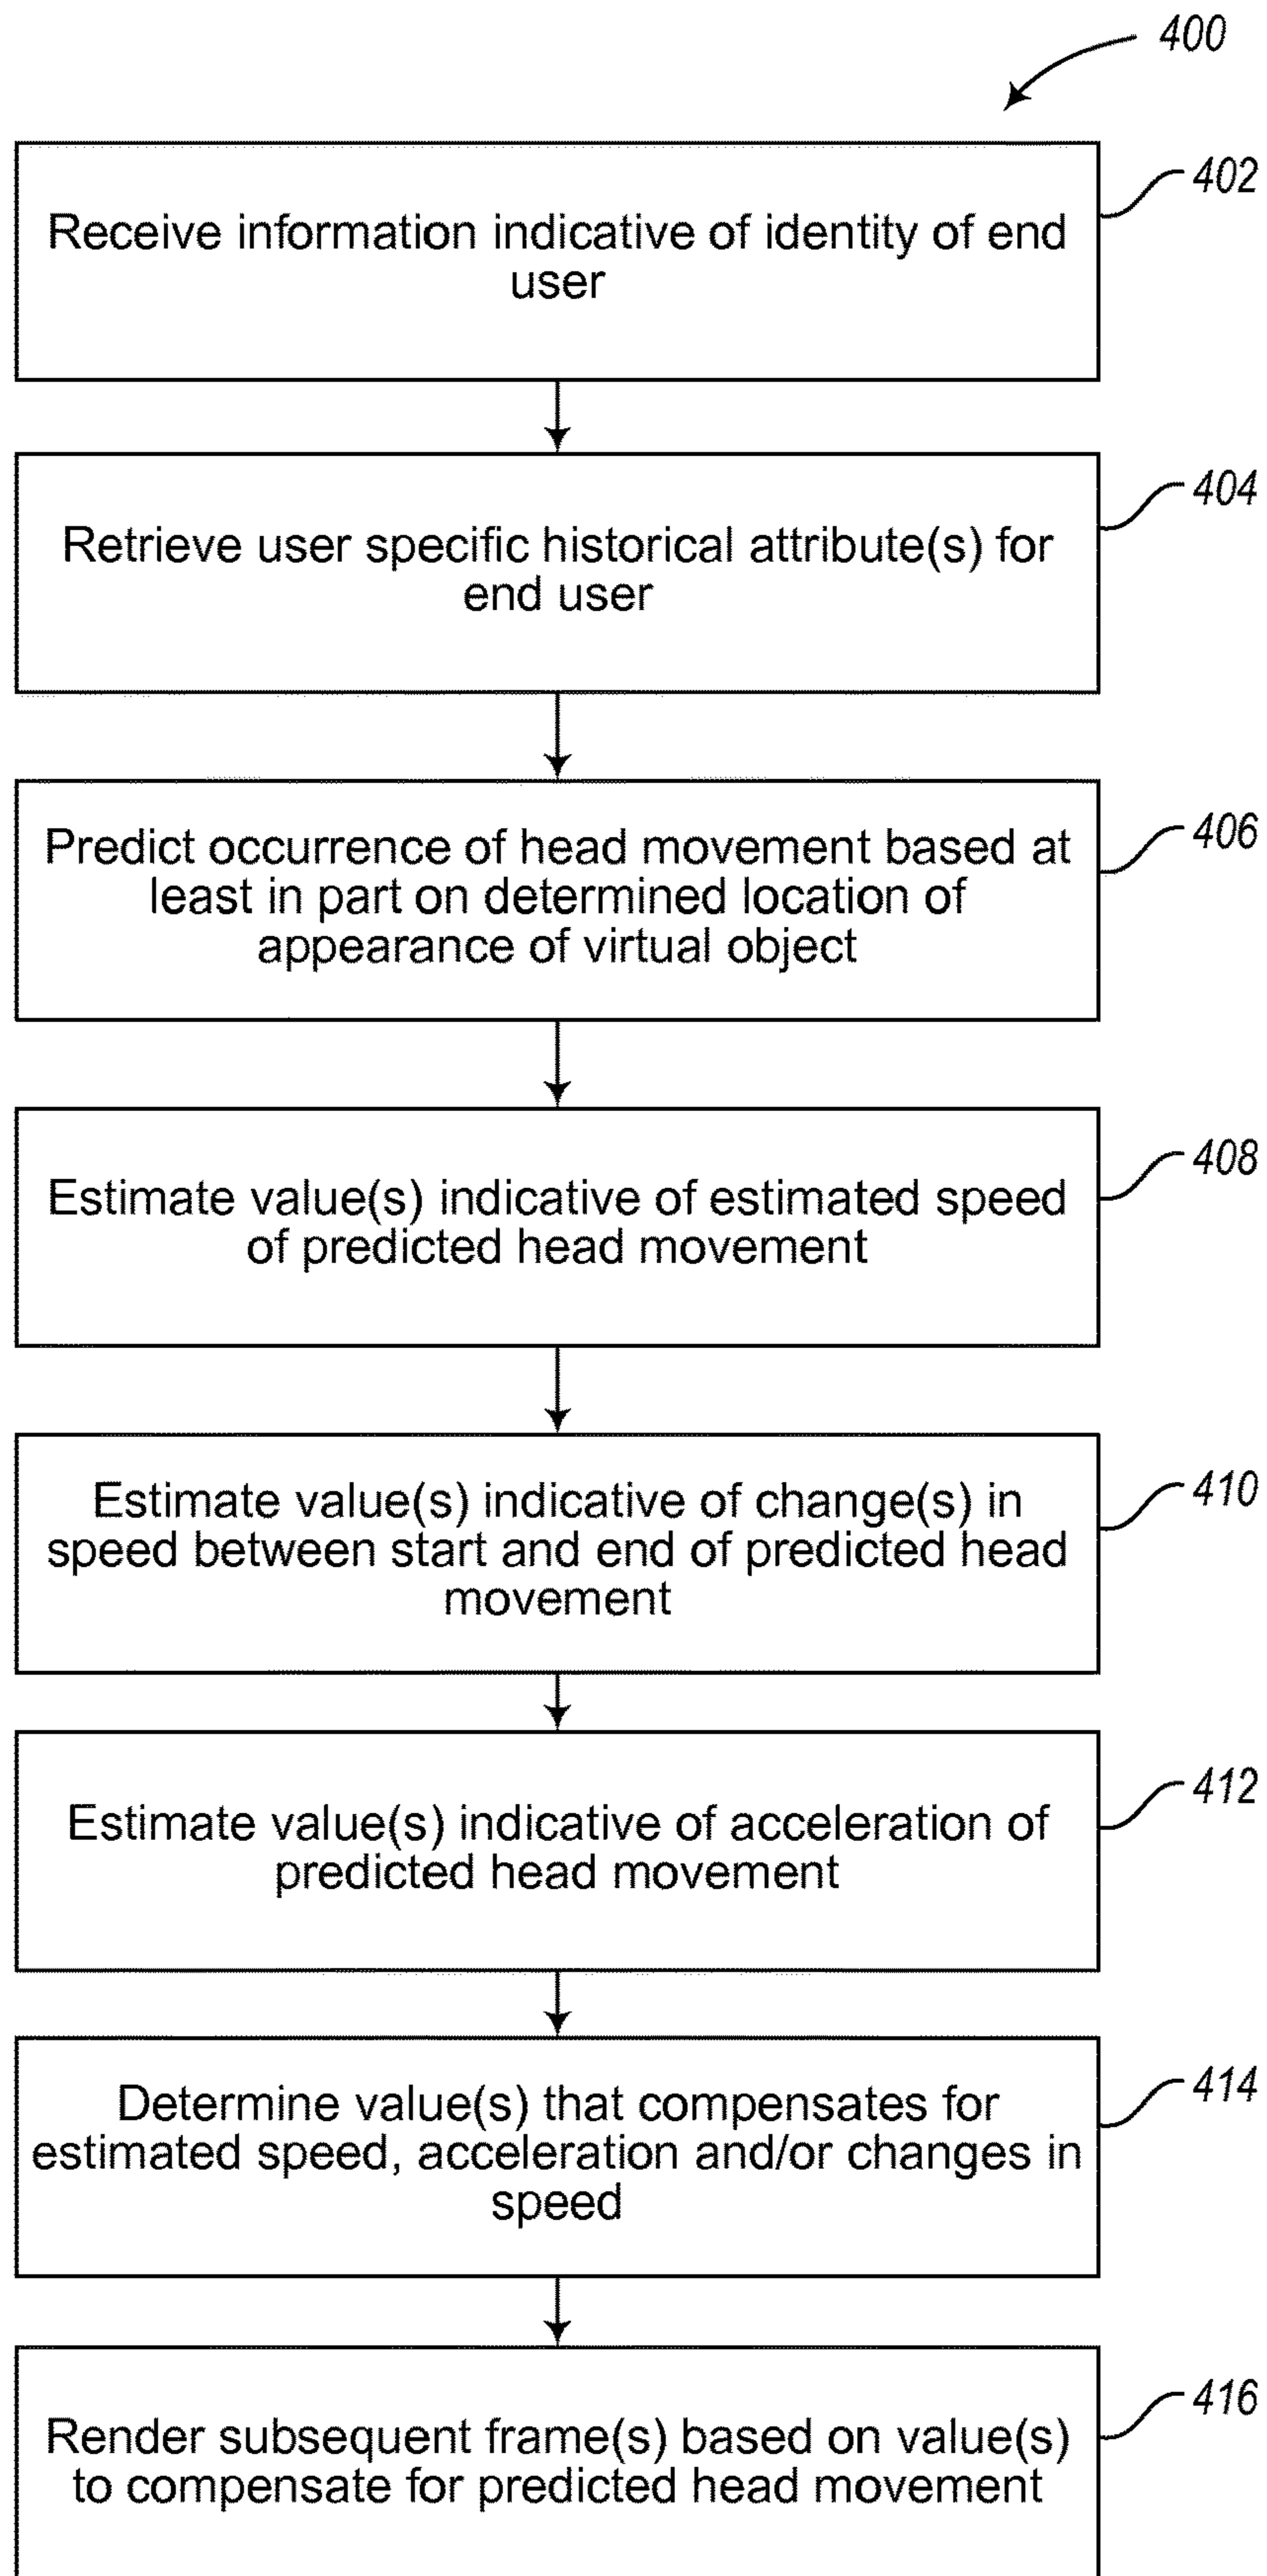 400
402
Receive information indicative of identity of end
user
404
Retrieve user specific historical attribute(s) for
end user
406
Predict occurrence of head movement based at
least in part on determined location of
appearance of virtual object
408
Estimate value(s) indicative of estimated speed
of predicted head movement
410
Estimate value(s) indicative of change(s) in
speed between start and end of predicted head
movement
412
Estimate value(s) indicative of acceleration of
predicted head movement
414
Determine value(s) that compensates for
estimated speed, acceleration and/or changes in
speed
416
Render subsequent frame(s) based on value(s)
to compensate for predicted head movement